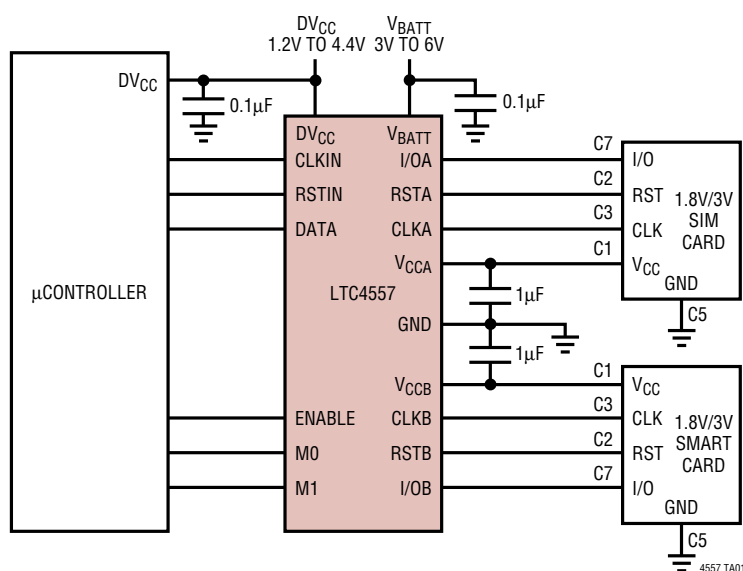 DVCC
1.2V TO 4.4V
VBATT
3V TO 6V
DVCC
0.1µF
0.1µF
µCONTROLLER
DVCC
CLKIN
RSTIN
DATA
ENABLE
M0
M1
LTC4557
VBATT
I/OA
RSTA
CLKA
VCCA
GND
VCCB
CLKB
RSTB
I/OB
1µF
1µF
C7
C2
C3
C1
I/O
RST
CLK
VCC
1.8V/3V
SIM
CARD
GND
C5
C1
C3
C2
C7
VCC
CLK
RST
I/O
1.8V/3V
SMART
CARD
GND
C5
4557 TA01